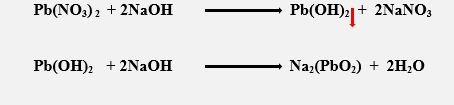 Pb(NO₃)₂ + 2NaOH ⟶ Pb(OH)₂↓ + 2NaNO₃
Pb(OH)₂ + 2NaOH ⟶ Na₂(PbO₂) + 2H₂O